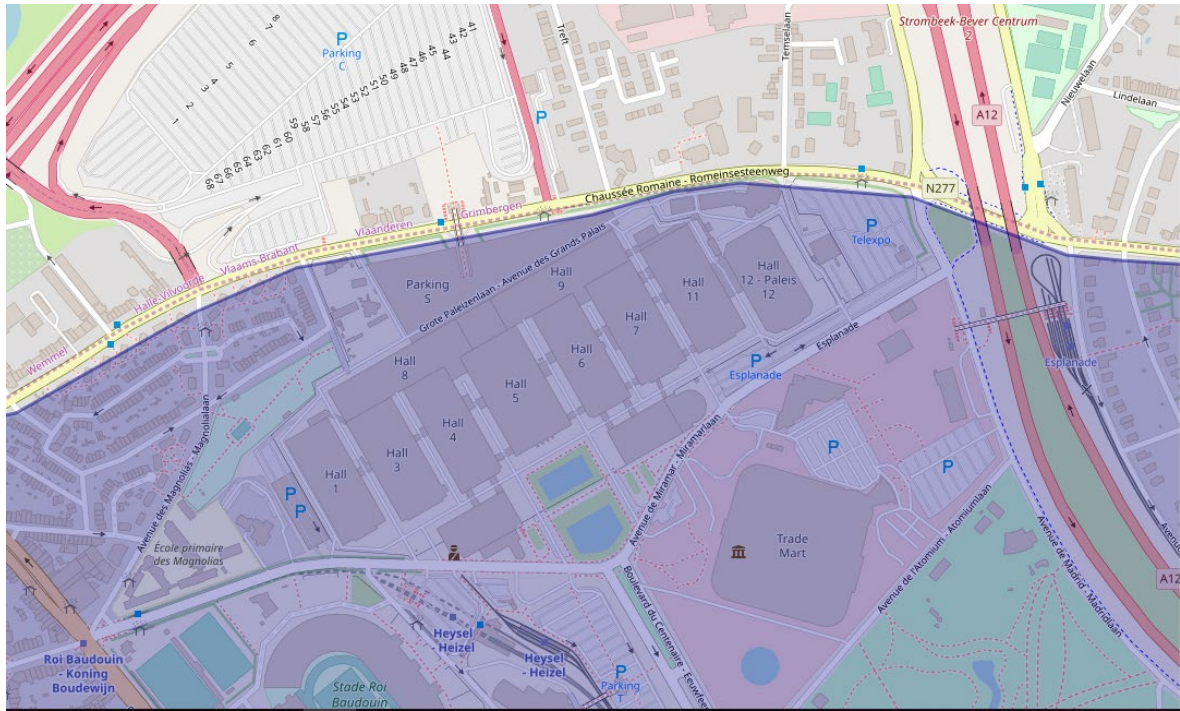 Strombeek-Bever Centrum
2
Parking
C
8
7
6
5
4
3
2
1
41
42
43
44
45
46
47
48
49
50
51
52
53
54
55
56
57
58
59
60
61
62
63
64
65
66
67
68
P
P
Treft
Temselaan
Nieuwelaan
Lindelaan
A12
N277
Chaussée Romaine - Romeinsesteenweg
Grimbergen
Vlaanderen
Vlaams-Brabant
Halle-Vilvoorde
Wemmel
P
Telexpo
Parking
S
Grote Paleizenlaan - Avenue des Grands Palais
Hall
9
Hall
11
Hall
12 - Paleis
12
Hall
7
Hall
6
Hall
8
Hall
5
Hall
4
Hall
3
Hall
1
Esplanade
P
Esplanade
Esplanade
P
P
P
P
Avenue des Magnolias - Magnolialaan
Avenue de Miramar - Miramarlaan
École primaire
des Magnolias
Trade
Mart
Avenue de l'Atomium - Atomiumlaan
Avenue de Madrid - Madridlaan
Avenue
A12
Boulevard du Centenaire - Eeuwfee
Roi Baudouin
- Koning
Boudewijn
Heysel
- Heizel
Heysel
- Heizel
Stade Roi
Baudouin
P
Parking
T